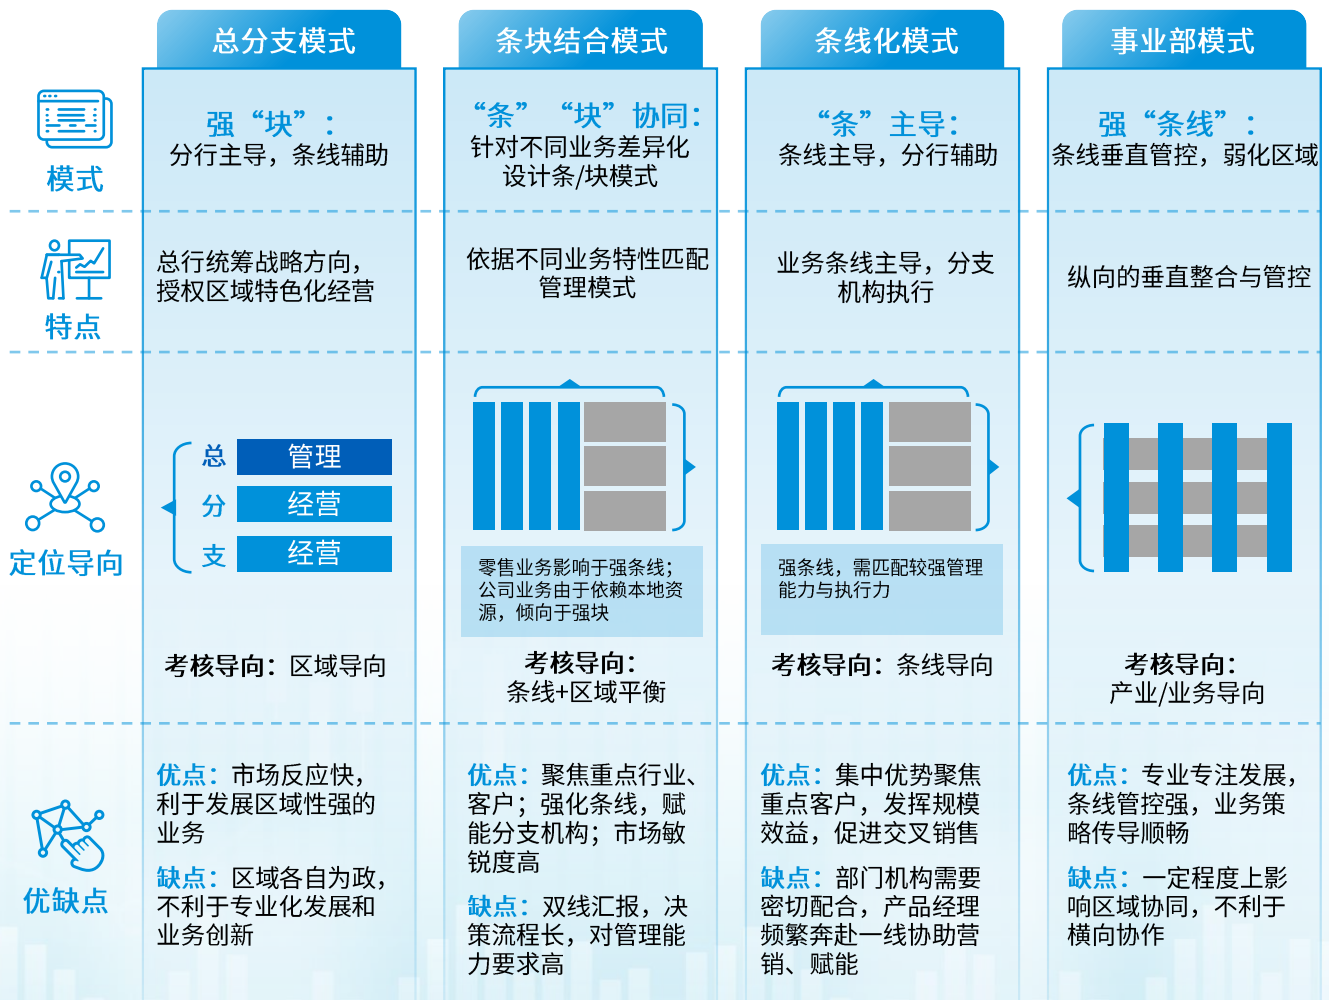 总分支模式
条块结合模式
条线化模式
事业部模式
模式
强“块”：
分行主导，条线辅助
“条”“块”协同：
针对不同业务差异化
设计条/块模式
“条”主导：
条线主导，分行辅助
强“条线”：
条线垂直管控，弱化区域
特点
总行统筹战略方向，
授权区域特色化经营
依据不同业务特性匹配
管理模式
业务条线主导，分支
机构执行
纵向的垂直整合与管控
定位导向
总
管理
分
经营
支
经营
考核导向：区域导向
零售业务影响于强条线；
公司业务由于依赖本地资
源，倾向于强块
考核导向：
条线+区域平衡
强条线，需匹配较强管理
能力与执行力
考核导向：条线导向
考核导向：
产业/业务导向
优缺点
优点：市场反应快，
利于发展区域性强的
业务
缺点：区域各自为政，
不利于专业化发展和
业务创新
优点：聚焦重点行业、
客户；强化条线，赋
能分支机构；市场敏
锐度高
缺点：双线汇报，决
策流程长，对管理能
力要求高
优点：集中优势聚焦
重点客户，发挥规模
效益，促进交叉销售
缺点：部门机构需要
密切配合，产品经理
频繁奔赴一线协助营
销、赋能
优点：专业专注发展，
条线管控强，业务策
略传导顺畅
缺点：一定程度上影
响区域协同，不利于
横向协作